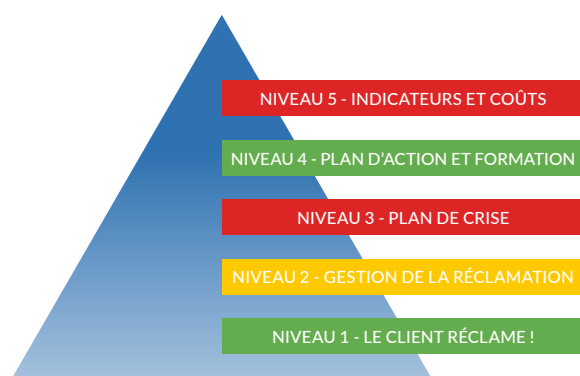 NIVEAU 5 - INDICATEURS ET COÛTS
NIVEAU 4 - PLAN D'ACTION ET FORMATION
NIVEAU 3 - PLAN DE CRISE
NIVEAU 2 - GESTION DE LA RÉCLAMATION
NIVEAU 1 - LE CLIENT RÉCLAME !